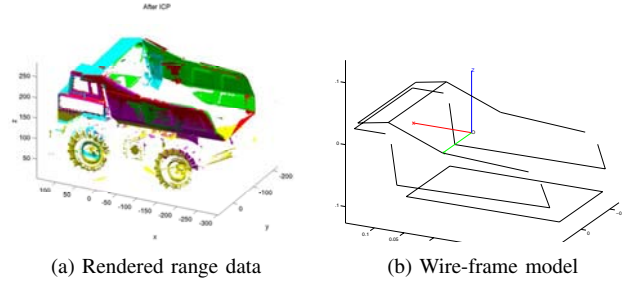 After ICP
250
200
150
100
50
z
100 50 0 -50 -100 -150 -200 -250 -300
x
0
-100
-200
y
(a) Rendered range data
z
.1
0
.1
x
0.1
0.05
0
(b) Wire-frame model